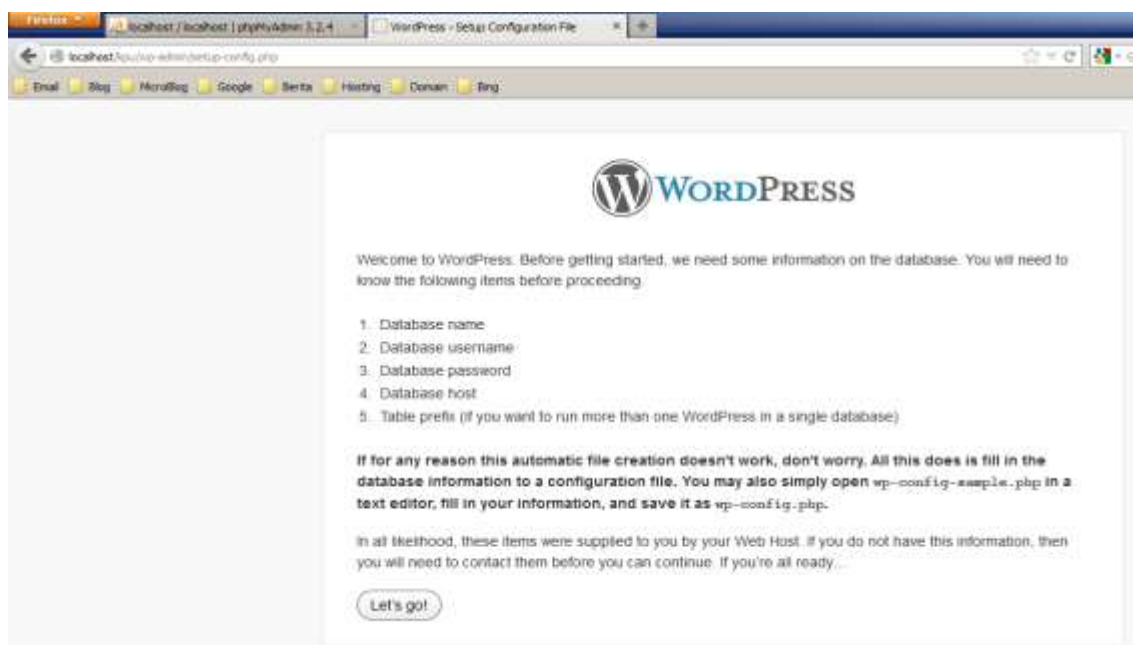 Firefox
localhost / localhost | phpMyAdmin 3.2.4
WordPress › Setup Configuration File
localhost/kpu/wp-admin/setup-config.php
Email Blog MicroBlog Google Berita Hosting Domain Bing
WORDPRESS
Welcome to WordPress. Before getting started, we need some information on the database. You will need to
know the following items before proceeding.
1. Database name
2. Database username
3. Database password
4. Database host
5. Table prefix (if you want to run more than one WordPress in a single database)
If for any reason this automatic file creation doesn't work, don't worry. All this does is fill in the
database information to a configuration file. You may also simply open wp-config-sample.php in a
text editor, fill in your information, and save it as wp-config.php.
In all likelihood, these items were supplied to you by your Web Host. If you do not have this information, then
you will need to contact them before you can continue. If you're all ready...
Let's go!